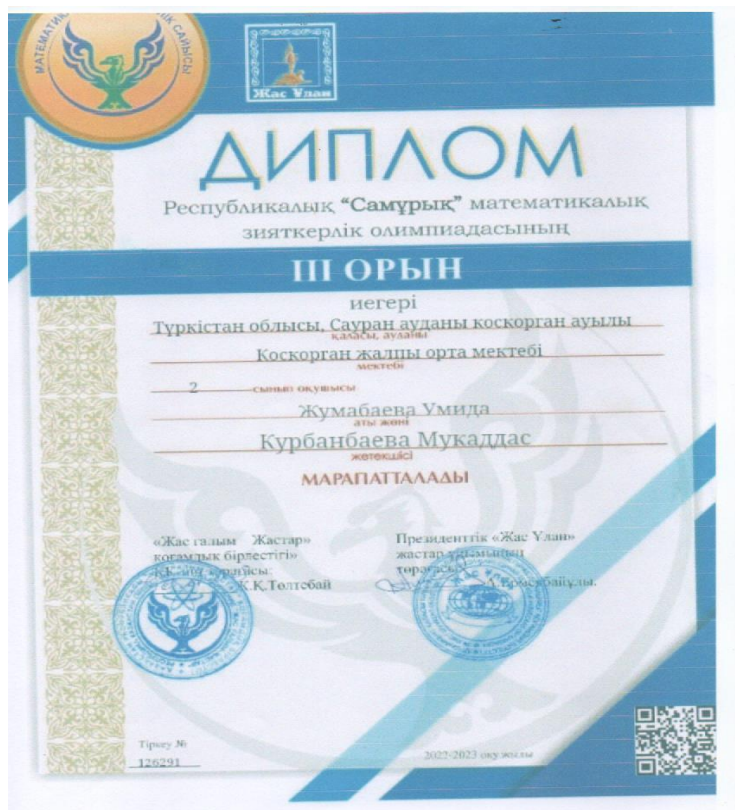 Жас Ұлан
ДИПЛОМ
Республикалық “Самұрық” математикалық
зияткерлік олимпиадасының
III ОРЫН
иегері
Түркістан облысы, Сауран ауданы коскорган ауылы
қаласы, ауданы
Коскорган жалпы орта мектебі
мектебі
2 сынып оқушысы
Жумабаева Умида
аты жөні
Курбанбаева Мукаддас
жетекшісі
МАРАПАТТАЛАДЫ
«Жас ғалым Жастар»
қоғамдық бірлестігі»
Қ.Төлтебай
Президенттік «Жас Ұлан»
жастар ұйымының
төрағасы
Тіркеу №
126291
2022-2023 оқу жылы